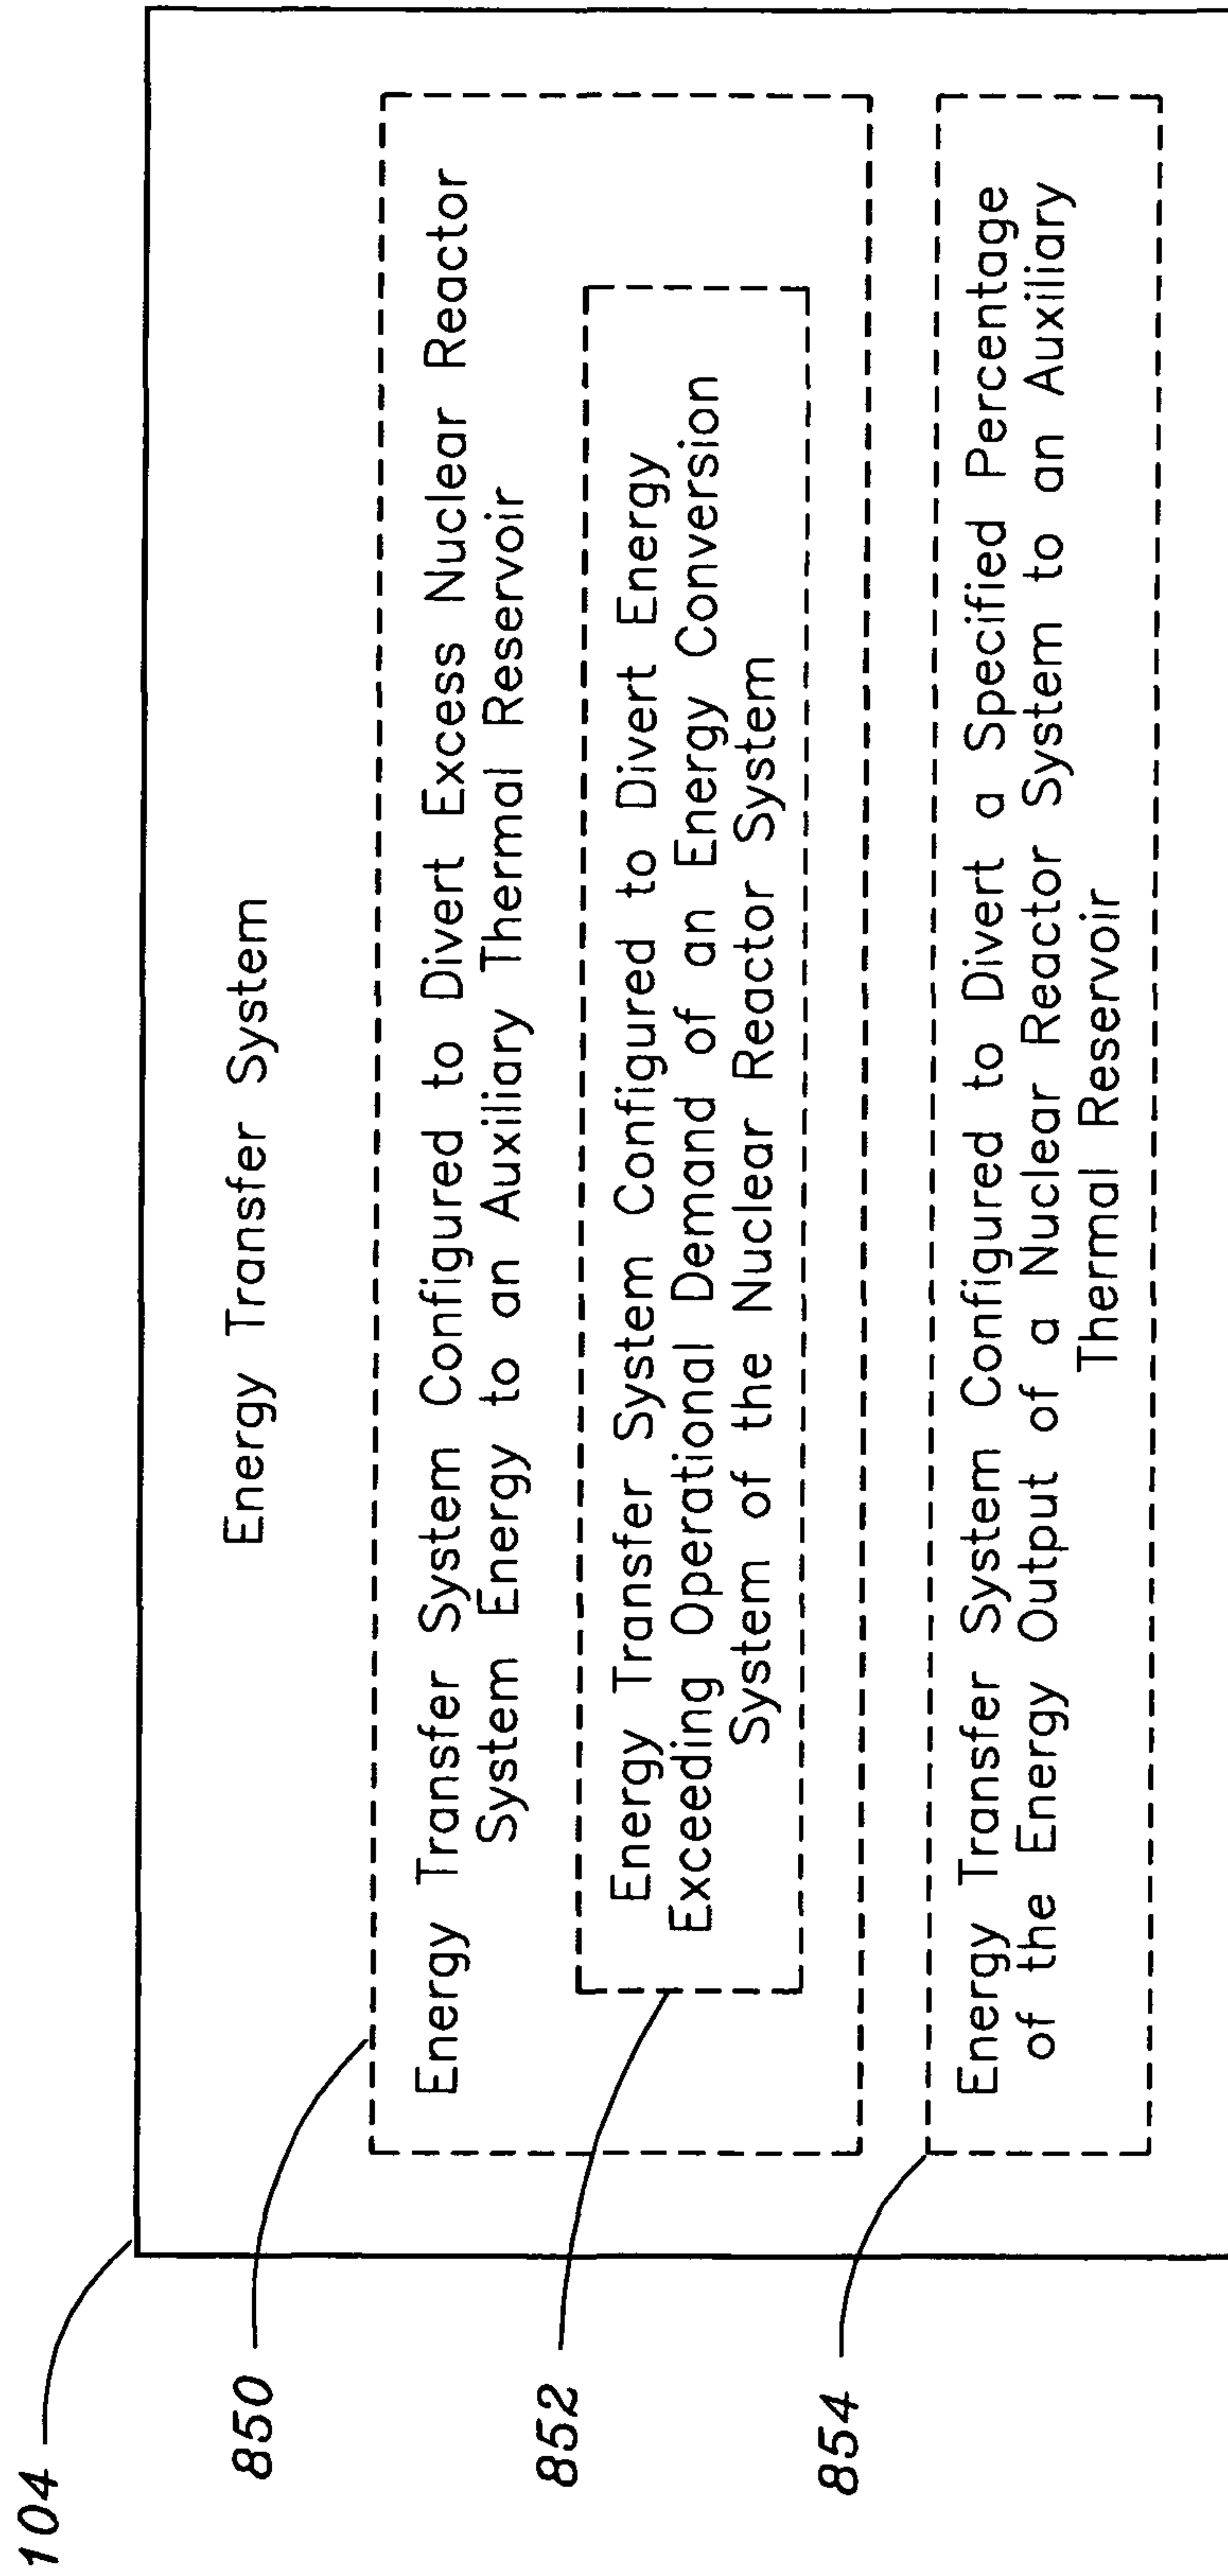 104
Energy Transfer System
850
Energy Transfer System Configured to Divert Excess Nuclear Reactor
System Energy to an Auxiliary Thermal Reservoir
852
Energy Transfer System Configured to Divert Energy
Exceeding Operational Demand of an Energy Conversion
System of the Nuclear Reactor System
854
Energy Transfer System Configured to Divert a Specified Percentage
of the Energy Output of a Nuclear Reactor System to an Auxiliary
Thermal Reservoir